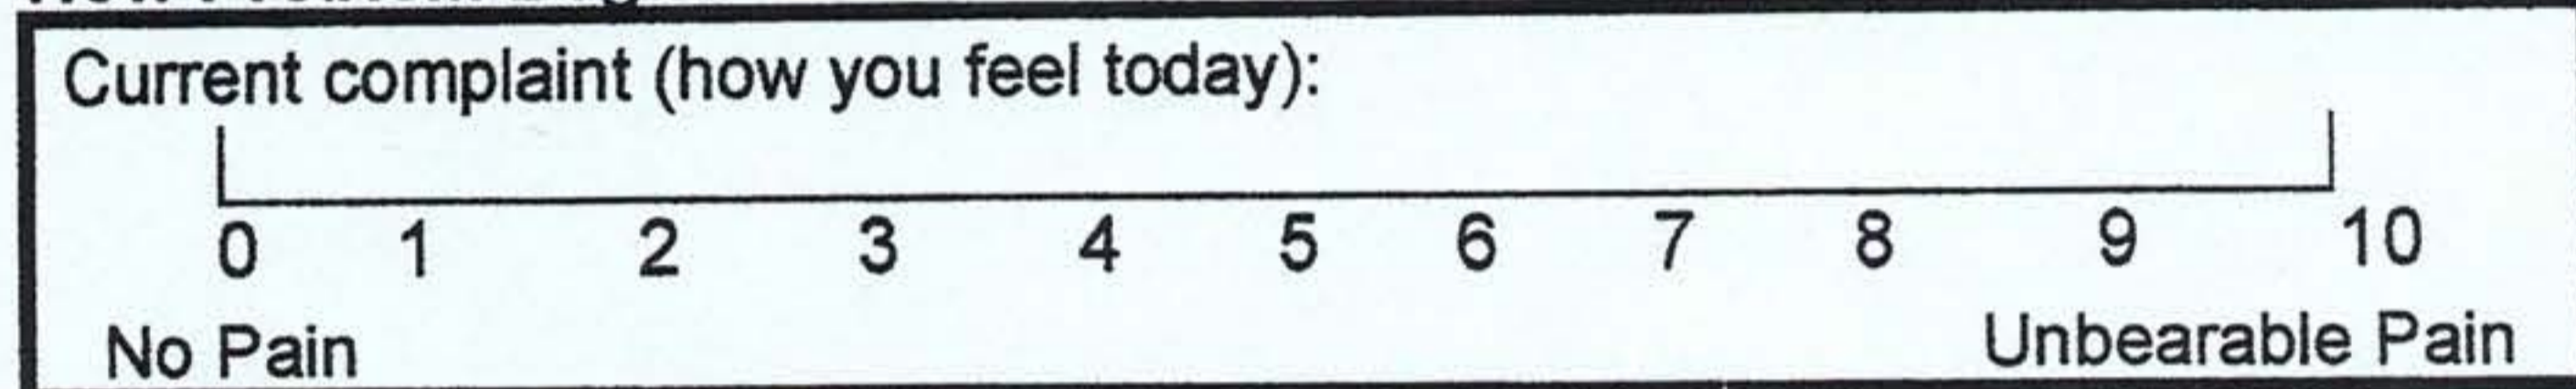 Current complaint (how you feel today):
0 1 2 3 4 5 6 7 8 9 10
No Pain Unbearable Pain